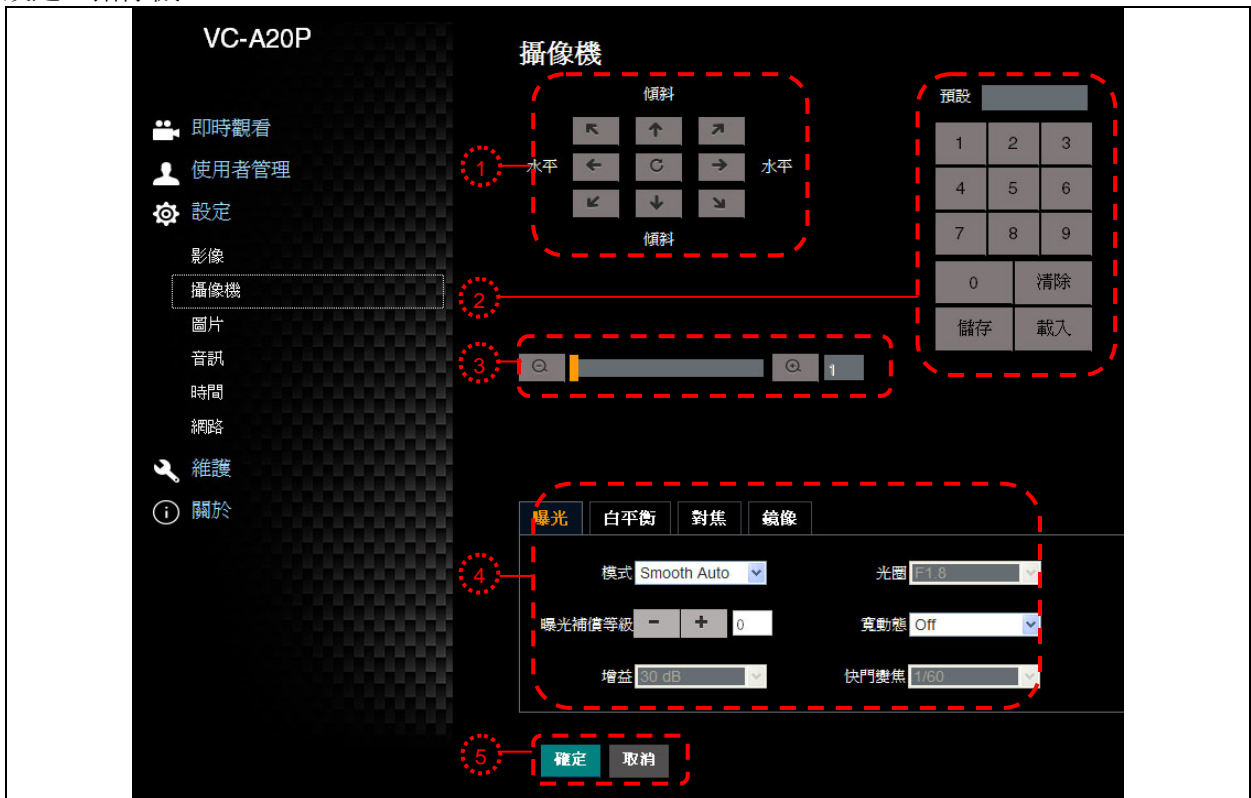 VC-A20P
即時觀看
使用者管理
設定
影像
攝像機
圖片
音訊
時間
網路
維護
關於
攝像機
1
傾斜
水平
水平
傾斜
2
預設
1 2 3
4 5 6
7 8 9
0 清除
儲存 載入
3
1
4
曝光 白平衡 對焦 鏡像
模式 Smooth Auto 光圈 F1.8
曝光補償等級 - + 0 寬動態 Off
增益 30 dB 快門變焦 1/60
5
確定 取消